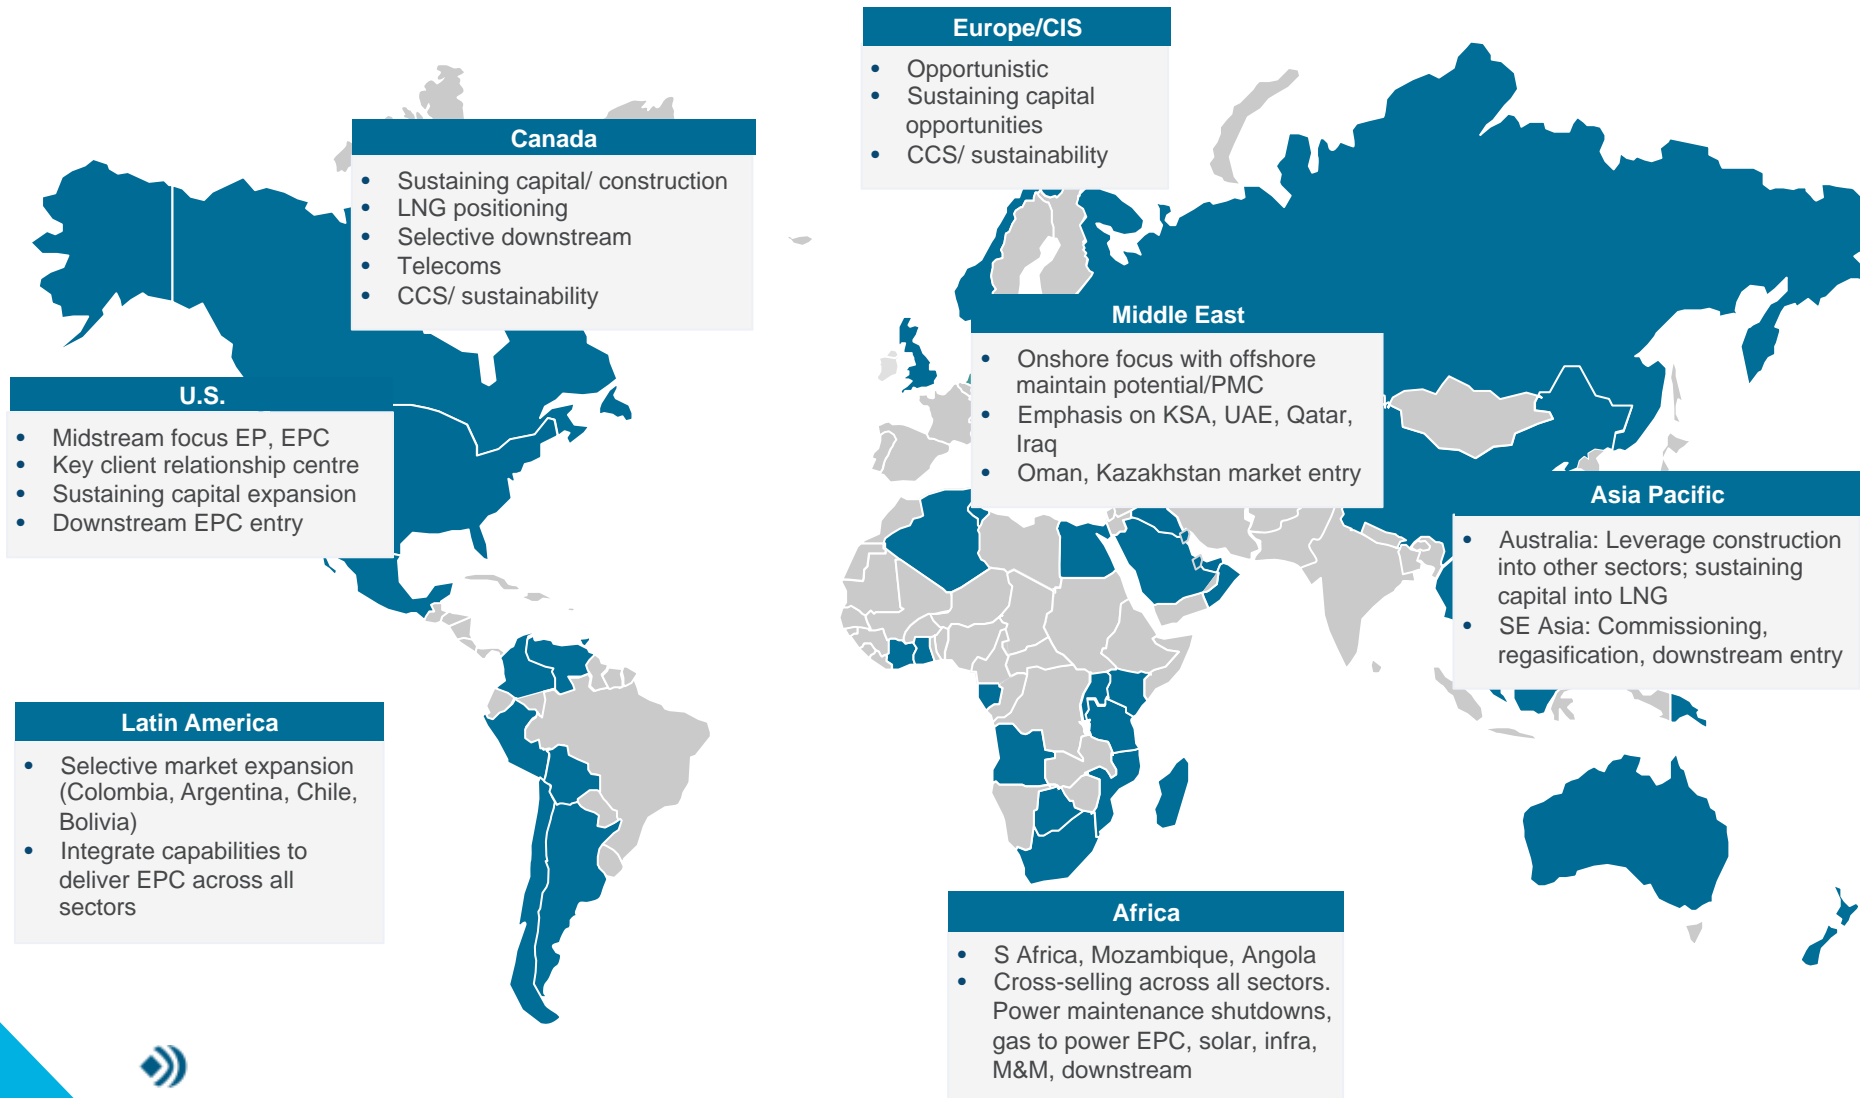 Europe/CIS
• Opportunistic
• Sustaining capital
opportunities
• CCS/ sustainability
Canada
• Sustaining capital/ construction
• LNG positioning
• Selective downstream
• Telecoms
• CCS/ sustainability
Middle East
• Onshore focus with offshore
maintain potential/PMC
• Emphasis on KSA, UAE, Qatar,
Iraq
• Oman, Kazakhstan market entry
U.S.
• Midstream focus EP, EPC
• Key client relationship centre
• Sustaining capital expansion
• Downstream EPC entry
Asia Pacific
• Australia: Leverage construction
into other sectors; sustaining
capital into LNG
• SE Asia: Commissioning,
regasification, downstream entry
Latin America
• Selective market expansion
(Colombia, Argentina, Chile,
Bolivia)
• Integrate capabilities to
deliver EPC across all
sectors
Africa
• S Africa, Mozambique, Angola
• Cross-selling across all sectors.
Power maintenance shutdowns,
gas to power EPC, solar, infra,
M&M, downstream